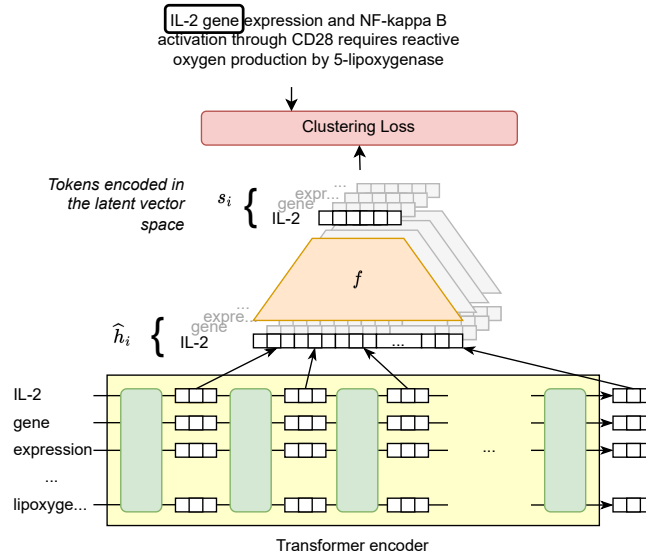 IL-2 gene expression and NF-kappa B
activation through CD28 requires reactive
oxygen production by 5-lipoxygenase
Clustering Loss
Tokens encoded in
the latent vector
space
s_i {
...
expr...
gene
IL-2
f
ĥ_i {
...
expre...
gene
IL-2
...
IL-2
gene
expression
...
...
lipoxyge...
Transformer encoder